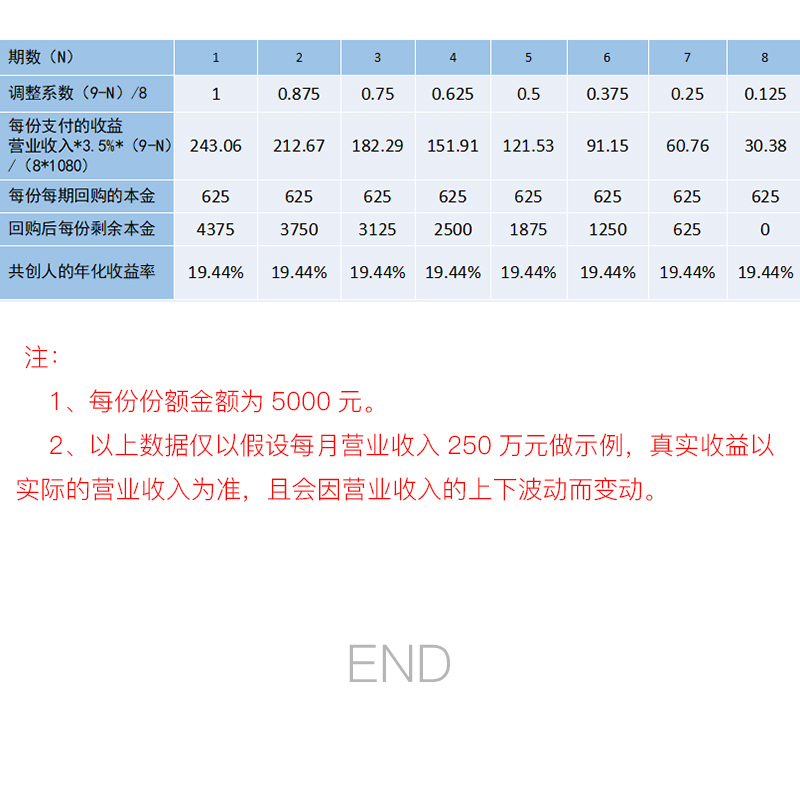 期数（N） 1 2 3 4 5 6 7 8
调整系数（9-N）/8 1 0.875 0.75 0.625 0.5 0.375 0.25 0.125
每份支付的收益
营业收入*3.5%*（9-N）
/（8*1080） 243.06 212.67 182.29 151.91 121.53 91.15 60.76 30.38
每份每期回购的本金 625 625 625 625 625 625 625 625
回购后每份剩余本金 4375 3750 3125 2500 1875 1250 625 0
共创人的年化收益率 19.44% 19.44% 19.44% 19.44% 19.44% 19.44% 19.44% 19.44%
注：
1、每份份额金额为 5000 元。
2、以上数据仅以假设每月营业收入 250 万元做示例，真实收益以
实际的营业收入为准，且会因营业收入的上下波动而变动。
END